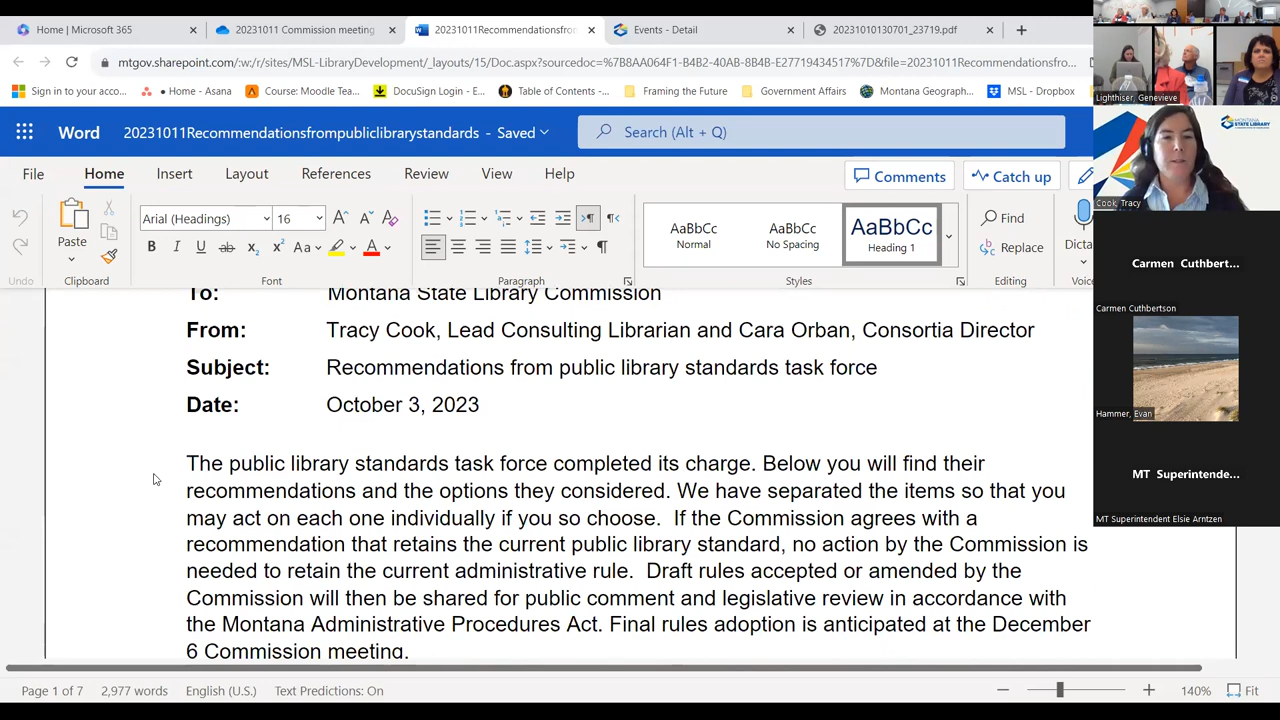 Home | Microsoft 365
20231011 Commission meeting
20231011Recommendationsfrom
Events - Detail
20231010130701_23719.pdf
mtgov.sharepoint.com/:w:/r/sites/MSL-LibraryDevelopment/_layouts/15/Doc.aspx?sourcedoc=%7B8AA064F1-B4B2-40AB-8B4B-E27719434517%7D&file=20231011Recommendationsfro...
Sign in to your acco...
Home - Asana
Course: Moodle Tea...
DocuSign Login - E...
Table of Contents -...
Framing the Future
Government Affairs
Montana Geograp...
MSL - Dropbox
Word
20231011Recommendationsfrompubliclibrarystandards - Saved
Search (Alt + Q)
File
Home
Insert
Layout
References
Review
View
Help
Comments
Catch up
Paste
Undo
Clipboard
Arial (Headings)
16
Font
Paragraph
AaBbCc
Normal
AaBbCc
No Spacing
AaBbCc
Heading 1
Styles
Find
Replace
Editing
Dicta
Voice
To: Montana State Library Commission
From: Tracy Cook, Lead Consulting Librarian and Cara Orban, Consortia Director
Subject: Recommendations from public library standards task force
Date: October 3, 2023
The public library standards task force completed its charge. Below you will find their
recommendations and the options they considered. We have separated the items so that you
may act on each one individually if you so choose. If the Commission agrees with a
recommendation that retains the current public library standard, no action by the Commission is
needed to retain the current administrative rule. Draft rules accepted or amended by the
Commission will then be shared for public comment and legislative review in accordance with
the Montana Administrative Procedures Act. Final rules adoption is anticipated at the December
6 Commission meeting.
Page 1 of 7
2,977 words
English (U.S.)
Text Predictions: On
140%
Fit
Lighthiser, Genevieve
MONTANA
STATE LIBRARY
Cook, Tracy
Carmen Cuthbert...
Carmen Cuthbertson
Hammer, Evan
MT Superintende...
MT Superintendent Elsie Arntzen